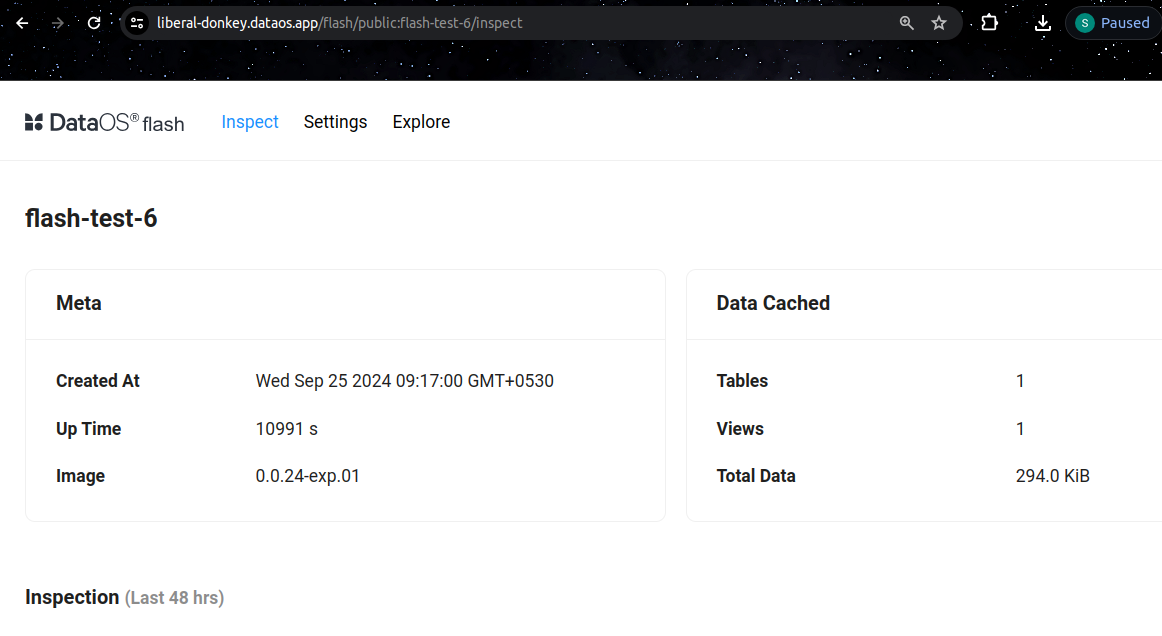 liberal-donkey.dataos.app/flash/public:flash-test-6/inspect
S Paused
DataOS® flash Inspect Settings Explore
flash-test-6
Meta
Created At Wed Sep 25 2024 09:17:00 GMT+0530
Up Time 10991 s
Image 0.0.24-exp.01
Data Cached
Tables 1
Views 1
Total Data 294.0 KiB
Inspection (Last 48 hrs)